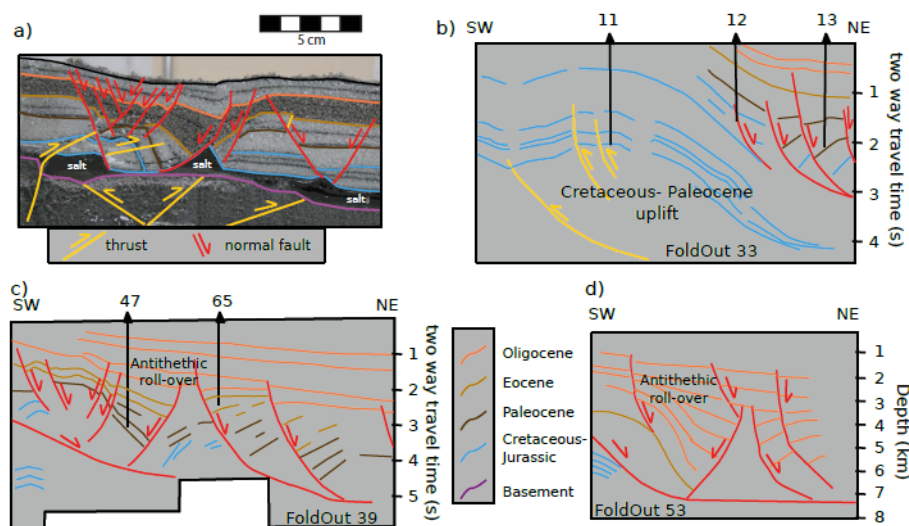 a)
5 cm
salt
salt
salt
thrust
normal fault
b)
SW
11
12
13
NE
two way travel time (s)
1
2
3
4
Cretaceous- Paleocene
uplift
FoldOut 33
c)
SW
47
65
NE
Antithethic
roll-over
two way travel time (s)
1
2
3
4
5
FoldOut 39
Oligocene
Eocene
Paleocene
Cretaceous-
Jurassic
Basement
d)
SW
NE
Antithethic
roll-over
1
2
3
4
5
6
7
8
Depth (km)
FoldOut 53